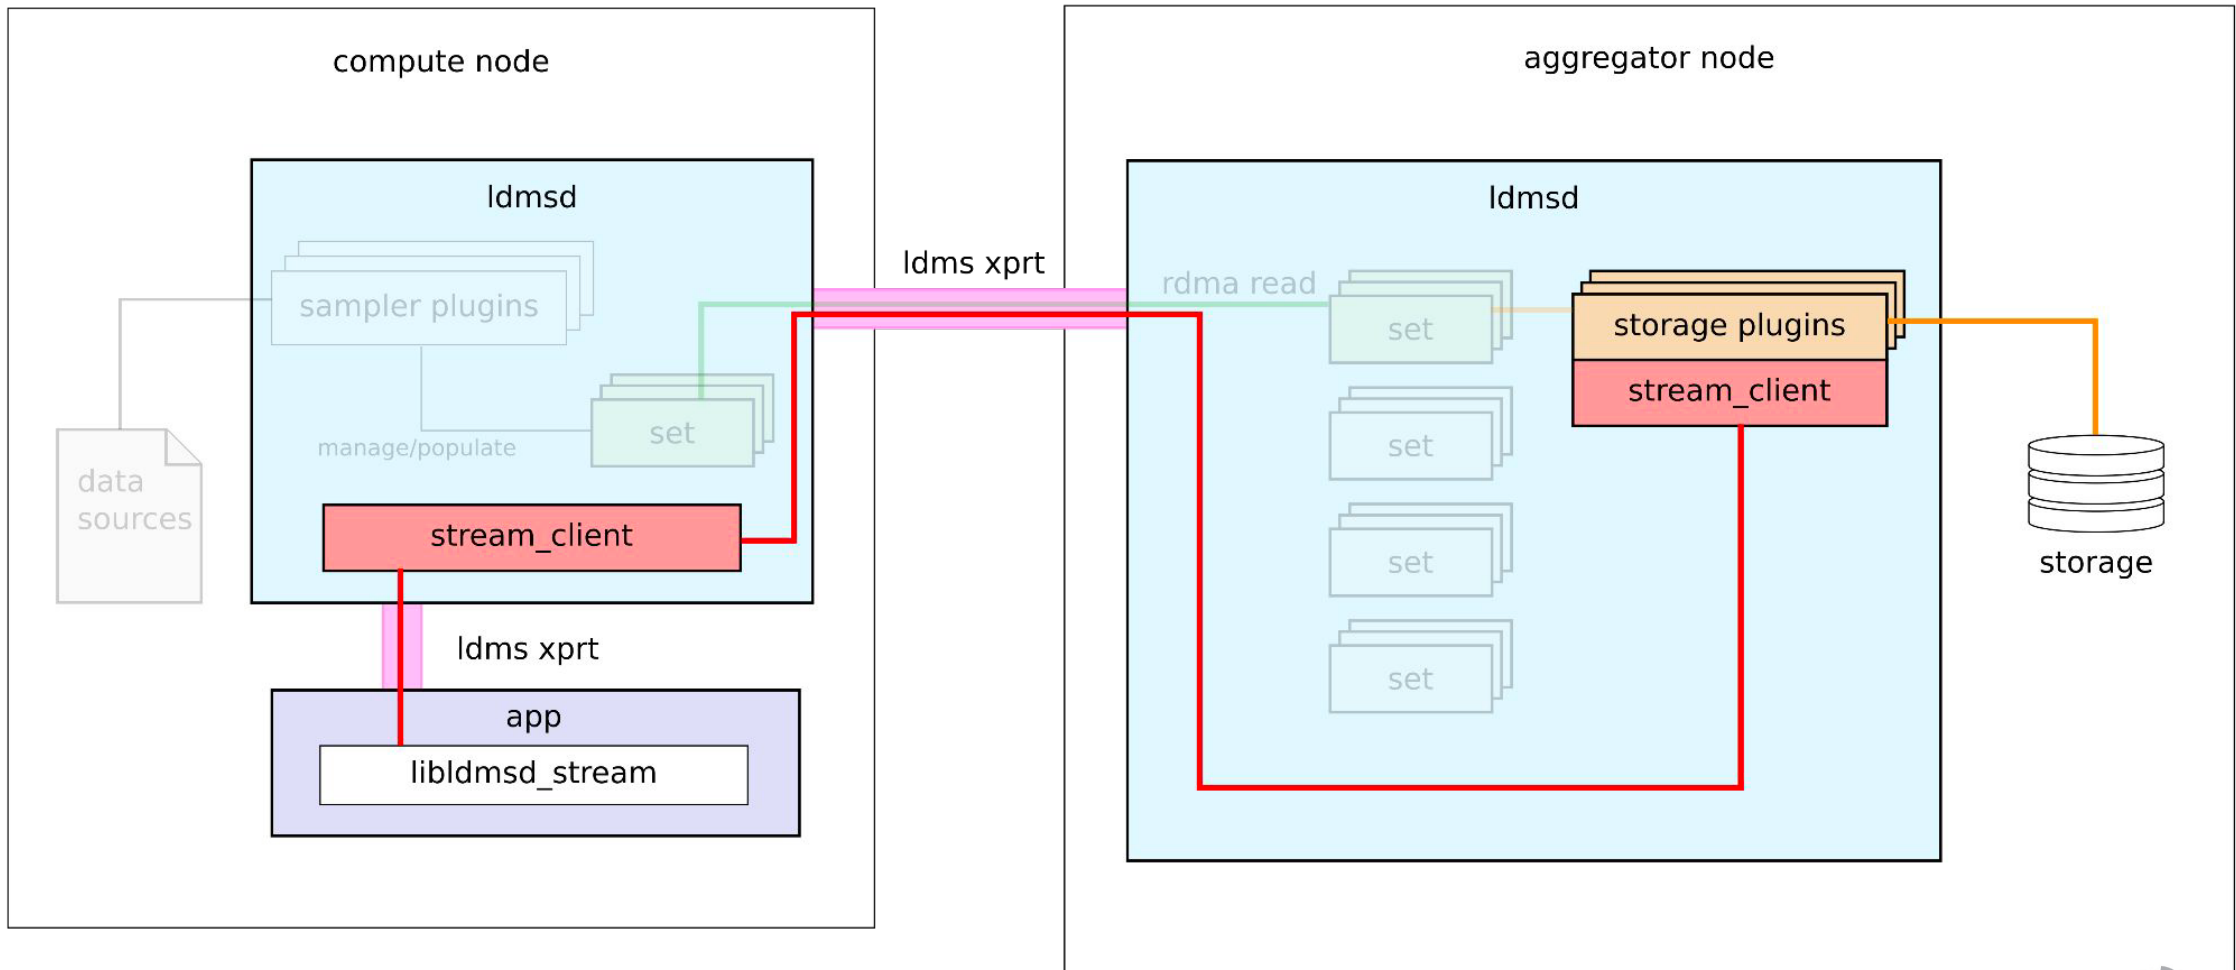 compute node
ldmsd
sampler plugins
set
manage/populate
data
sources
stream_client
ldms xprt
app
libldmsd_stream
ldms xprt
aggregator node
ldmsd
rdma read
set
set
set
set
storage plugins
stream_client
storage